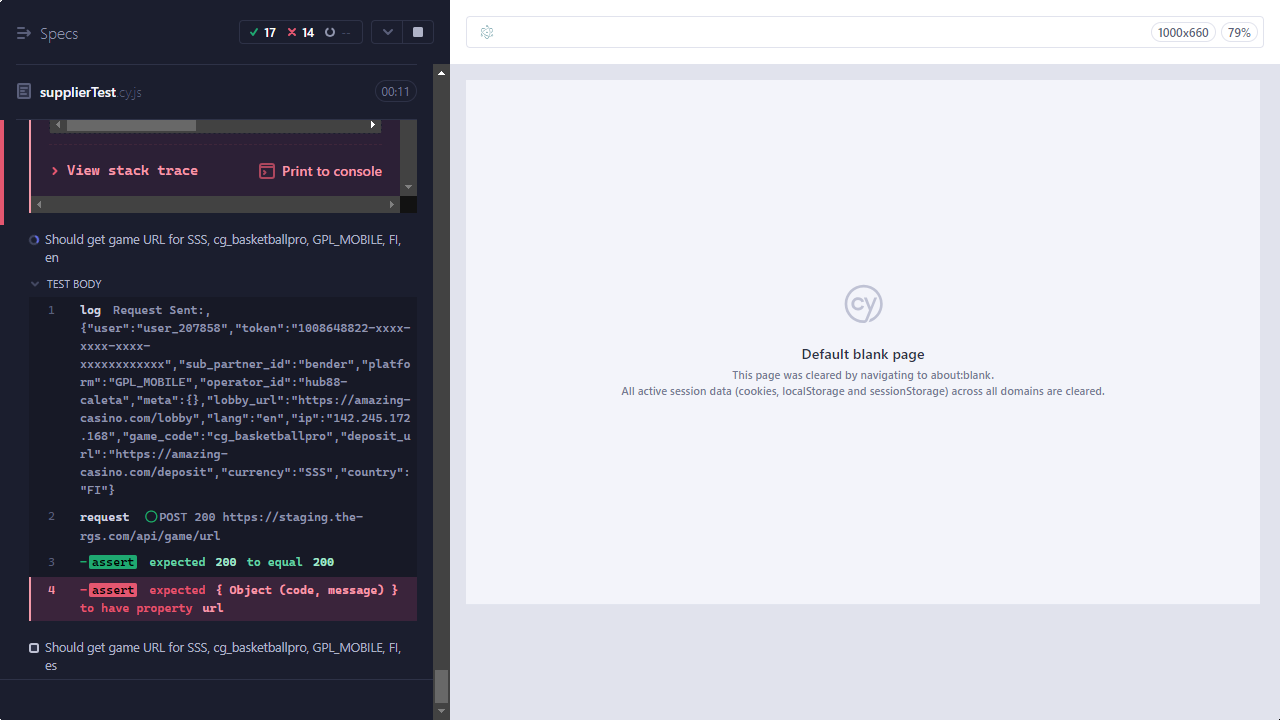 Specs
17
14
--
1000x660
79%
supplierTest.cy.js
00:11
View stack trace
Print to console
Should get game URL for SSS, cg_basketballpro, GPL_MOBILE, FI,
en
TEST BODY
1 log Request Sent:,
{"user":"user_207858","token":"1008648822-xxxx-
xxxx-xxxx-
xxxxxxxxxxxx","sub_partner_id":"bender","platfo
rm":"GPL_MOBILE","operator_id":"hub88-
caleta","meta":{},"lobby_url":"https://amazing-
casino.com/lobby","lang":"en","ip":"142.245.172
.168","game_code":"cg_basketballpro","deposit_u
rl":"https://amazing-
casino.com/deposit","currency":"SSS","country":
"FI"}
2 request POST 200 https://staging.the-
rgs.com/api/game/url
3 -assert expected 200 to equal 200
4 -assert expected { Object (code, message) }
to have property url
Should get game URL for SSS, cg_basketballpro, GPL_MOBILE, FI,
es
cy
Default blank page
This page was cleared by navigating to about:blank.
All active session data (cookies, localStorage and sessionStorage) across all domains are cleared.